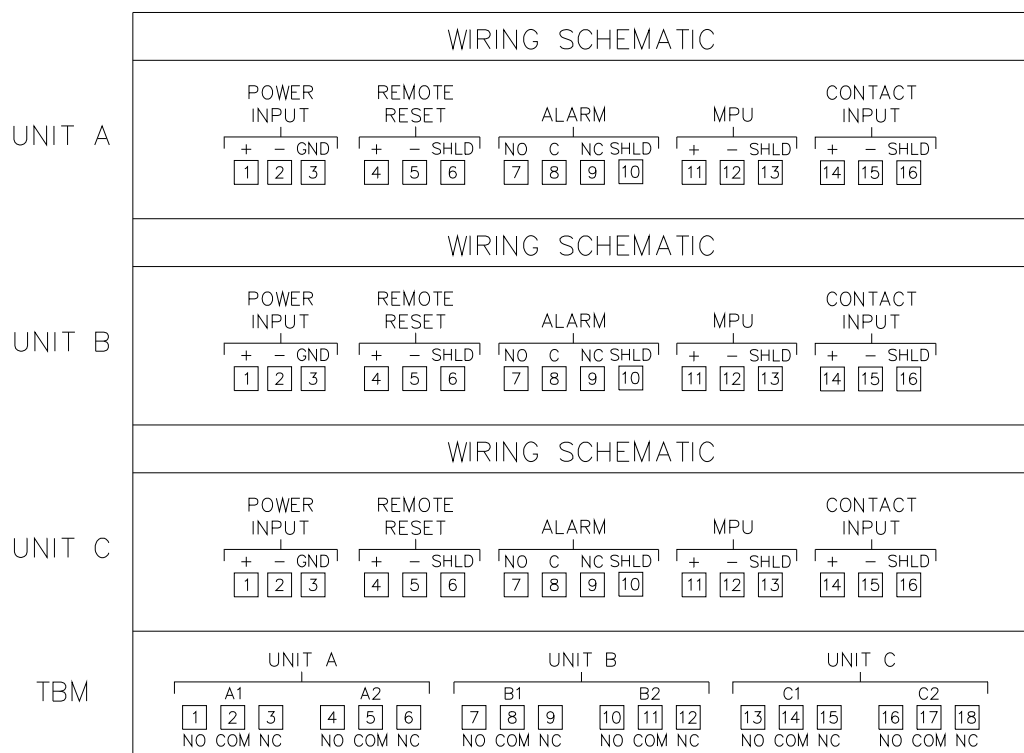 WIRING SCHEMATIC
UNIT A
POWER INPUT REMOTE RESET ALARM MPU CONTACT INPUT
+ − GND + − SHLD NO C NC SHLD + − SHLD + − SHLD
1 2 3 4 5 6 7 8 9 10 11 12 13 14 15 16
WIRING SCHEMATIC
UNIT B
POWER INPUT REMOTE RESET ALARM MPU CONTACT INPUT
+ − GND + − SHLD NO C NC SHLD + − SHLD + − SHLD
1 2 3 4 5 6 7 8 9 10 11 12 13 14 15 16
WIRING SCHEMATIC
UNIT C
POWER INPUT REMOTE RESET ALARM MPU CONTACT INPUT
+ − GND + − SHLD NO C NC SHLD + − SHLD + − SHLD
1 2 3 4 5 6 7 8 9 10 11 12 13 14 15 16
TBM
UNIT A UNIT B UNIT C
A1 A2 B1 B2 C1 C2
1 2 3 4 5 6 7 8 9 10 11 12 13 14 15 16 17 18
NO COM NC NO COM NC NO COM NC NO COM NC NO COM NC NO COM NC